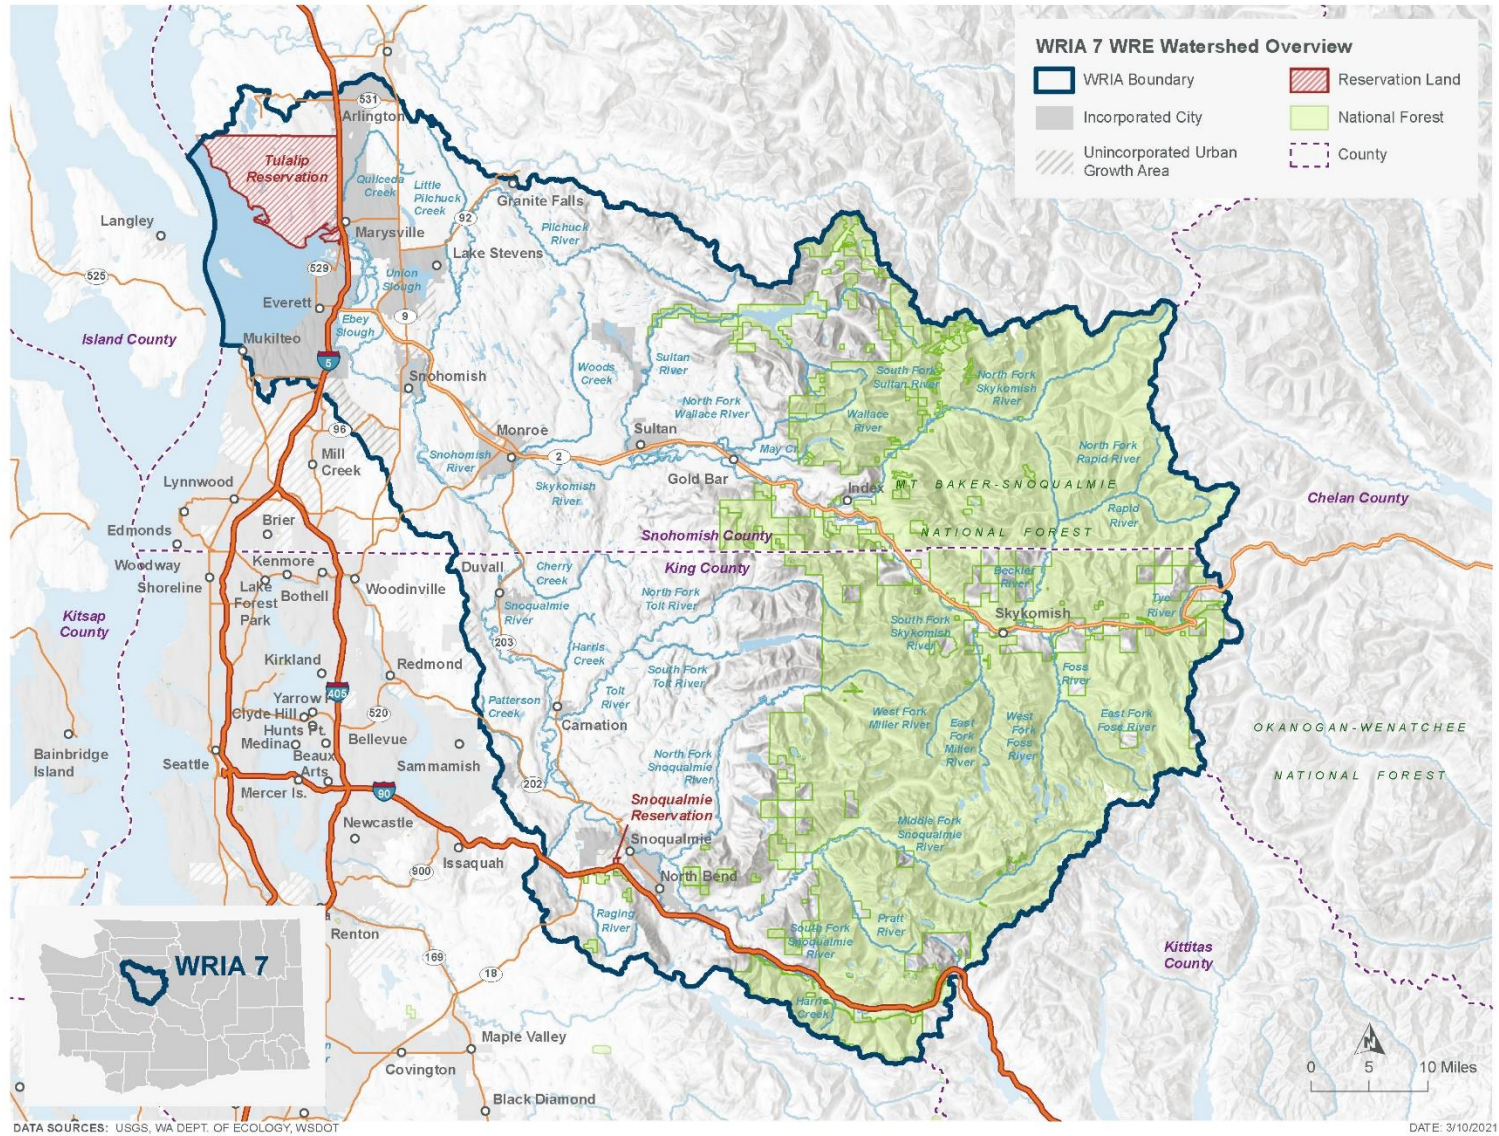 WRIA 7 WRE Watershed Overview
WRIA Boundary
Reservation Land
Incorporated City
National Forest
Unincorporated Urban
Growth Area
County
531
Arlington
Tulalip
Reservation
Quilceda
Creek
Little
Pilchuck
Creek
92
Granite Falls
Pilchuck
River
Langley
Marysville
Lake Stevens
525
529
Union
Slough
Everett
9
Ebey
Slough
Island County
Mukilteo
5
Snohomish
Woods
Creek
Sultan
River
South Fork
Sultan River
North Fork
Skykomish
River
North Fork
Wallace River
Wallace
River
96
Monroe
Sultan
May Cr
North Fork
Rapid River
Mill
Creek
Snohomish
River
2
Gold Bar
Lynnwood
Skykomish
River
Index
MT BAKER-SNOQUALMIE
NATIONAL FOREST
Rapid
River
Chelan County
Edmonds
Brier
Snohomish County
King County
Woodway
Kenmore
Duvall
Cherry
Creek
Beckler
River
Shoreline
Lake
Forest
Park
Bothell
Woodinville
North Fork
Tolt River
Tye
River
Kitsap
County
Snoqualmie
River
South Fork
Skykomish
River
Skykomish
203
Harris
Creek
Kirkland
Redmond
South Fork
Tolt River
Foss
River
405
Yarrow
Pt.
Clyde Hill
Hunts Pt.
520
Patterson
Creek
Tolt
River
Carnation
West Fork
Miller River
East
Fork
Miller
River
West
Fork
Foss
River
East Fork
Foss River
Medina
Bellevue
Beaux
Arts
OKANOGAN-WENATCHEE
NATIONAL FOREST
Bainbridge
Island
Seattle
Sammamish
North Fork
Snoqualmie
River
Mercer Is.
90
202
Snoqualmie
Reservation
Newcastle
Snoqualmie
Middle Fork
Snoqualmie
River
Issaquah
900
North Bend
Raging
River
South Fork
Snoqualmie
River
Pratt
River
Renton
169
18
Kittitas
County
WRIA 7
Harris
Creek
Maple Valley
Covington
Black Diamond
N
0 5 10 Miles
DATA SOURCES: USGS, WA DEPT. OF ECOLOGY, WSDOT
DATE: 3/10/2021